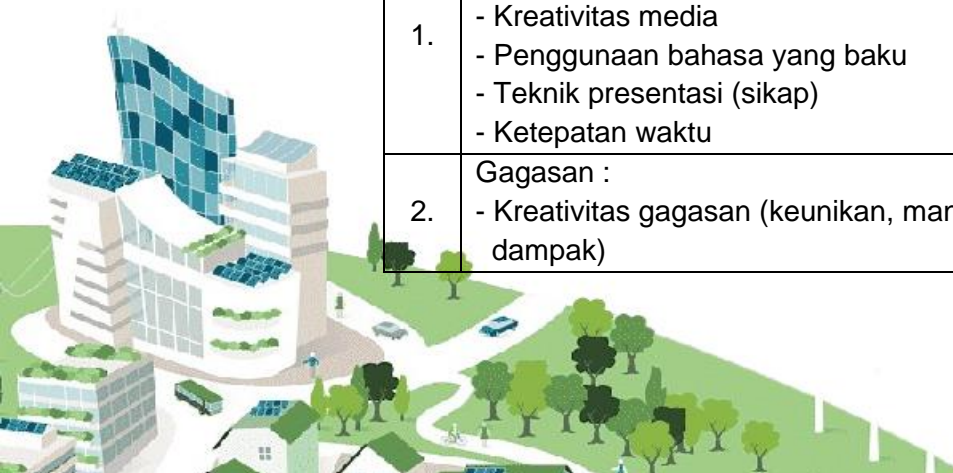 1.
- Kreativitas media
- Penggunaan bahasa yang baku
- Teknik presentasi (sikap)
- Ketepatan waktu
Gagasan :
2.
- Kreativitas gagasan (keunikan,
dampak)